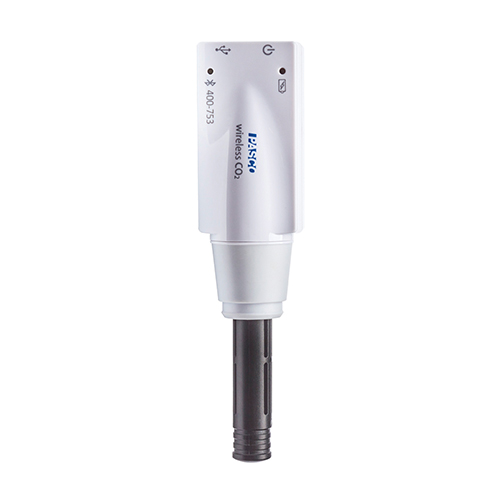 400-753
PASCO
wireless CO₂